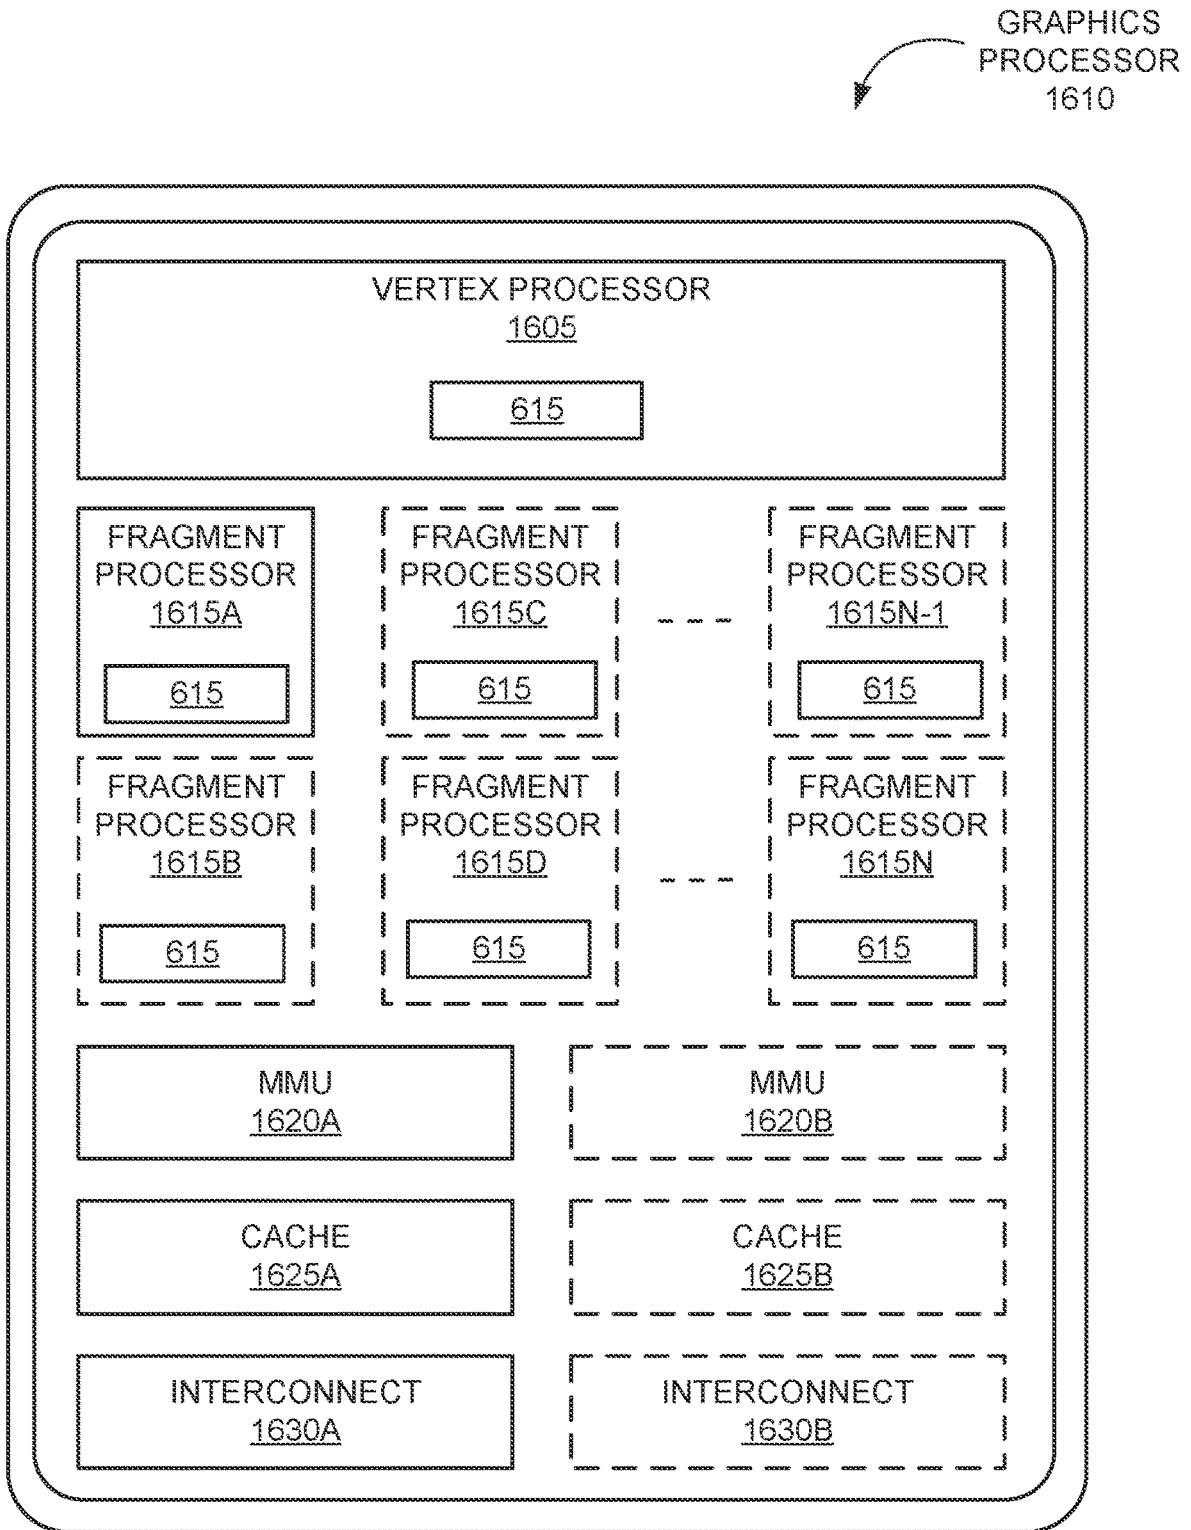 GRAPHICS
PROCESSOR
1610
VERTEX PROCESSOR
1605
615
FRAGMENT
PROCESSOR
1615A
615
FRAGMENT
PROCESSOR
1615C
615
FRAGMENT
PROCESSOR
1615N-1
615
FRAGMENT
PROCESSOR
1615B
615
FRAGMENT
PROCESSOR
1615D
615
FRAGMENT
PROCESSOR
1615N
615
MMU
1620A
MMU
1620B
CACHE
1625A
CACHE
1625B
INTERCONNECT
1630A
INTERCONNECT
1630B